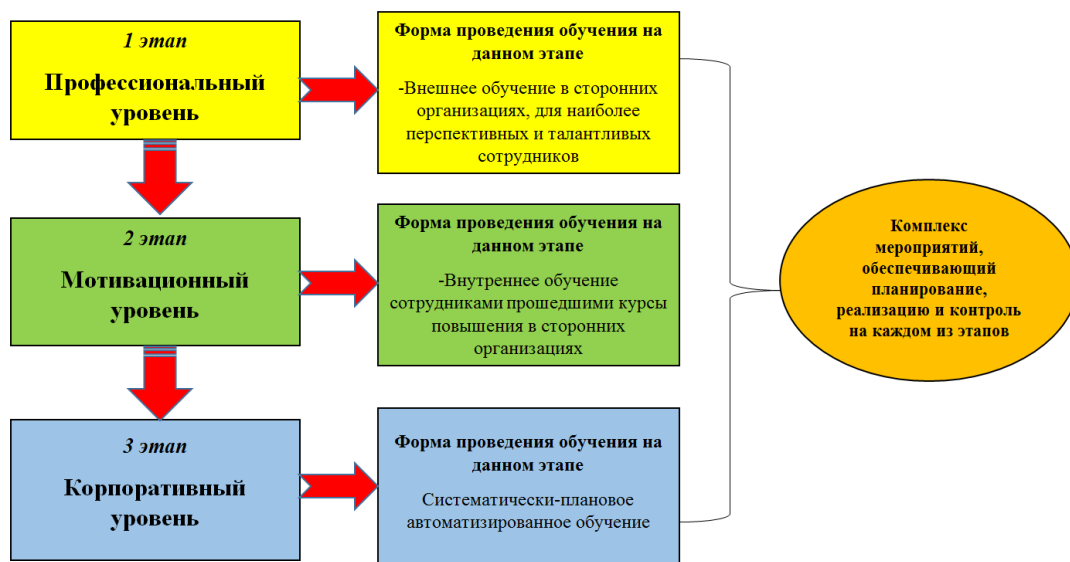 1 этап
Профессиональный
уровень
Форма проведения обучения на
данном этапе
-Внешнее обучение в сторонних
организациях, для наиболее
перспективных и талантливых
сотрудников
2 этап
Мотивационный
уровень
Форма проведения обучения на
данном этапе
-Внутреннее обучение
сотрудниками прошедшими курсы
повышения в сторонних
организациях
3 этап
Корпоративный
уровень
Форма проведения обучения на
данном этапе
Систематически-плановое
автоматизированное обучение
Комплекс
мероприятий,
обеспечивающий
планирование,
реализацию и контроль
на каждом из этапов